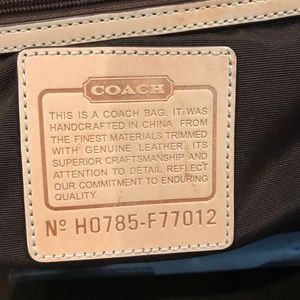 COACH
THIS IS A COACH BAG. IT WAS
HANDCRAFTED IN CHINA FROM
THE FINEST MATERIALS TRIMMED
WITH GENUINE LEATHER. ITS
SUPERIOR CRAFTSMANSHIP AND
ATTENTION TO DETAIL REFLECT
OUR COMMITMENT TO ENDURING
QUALITY.
Nº H0785-F77012